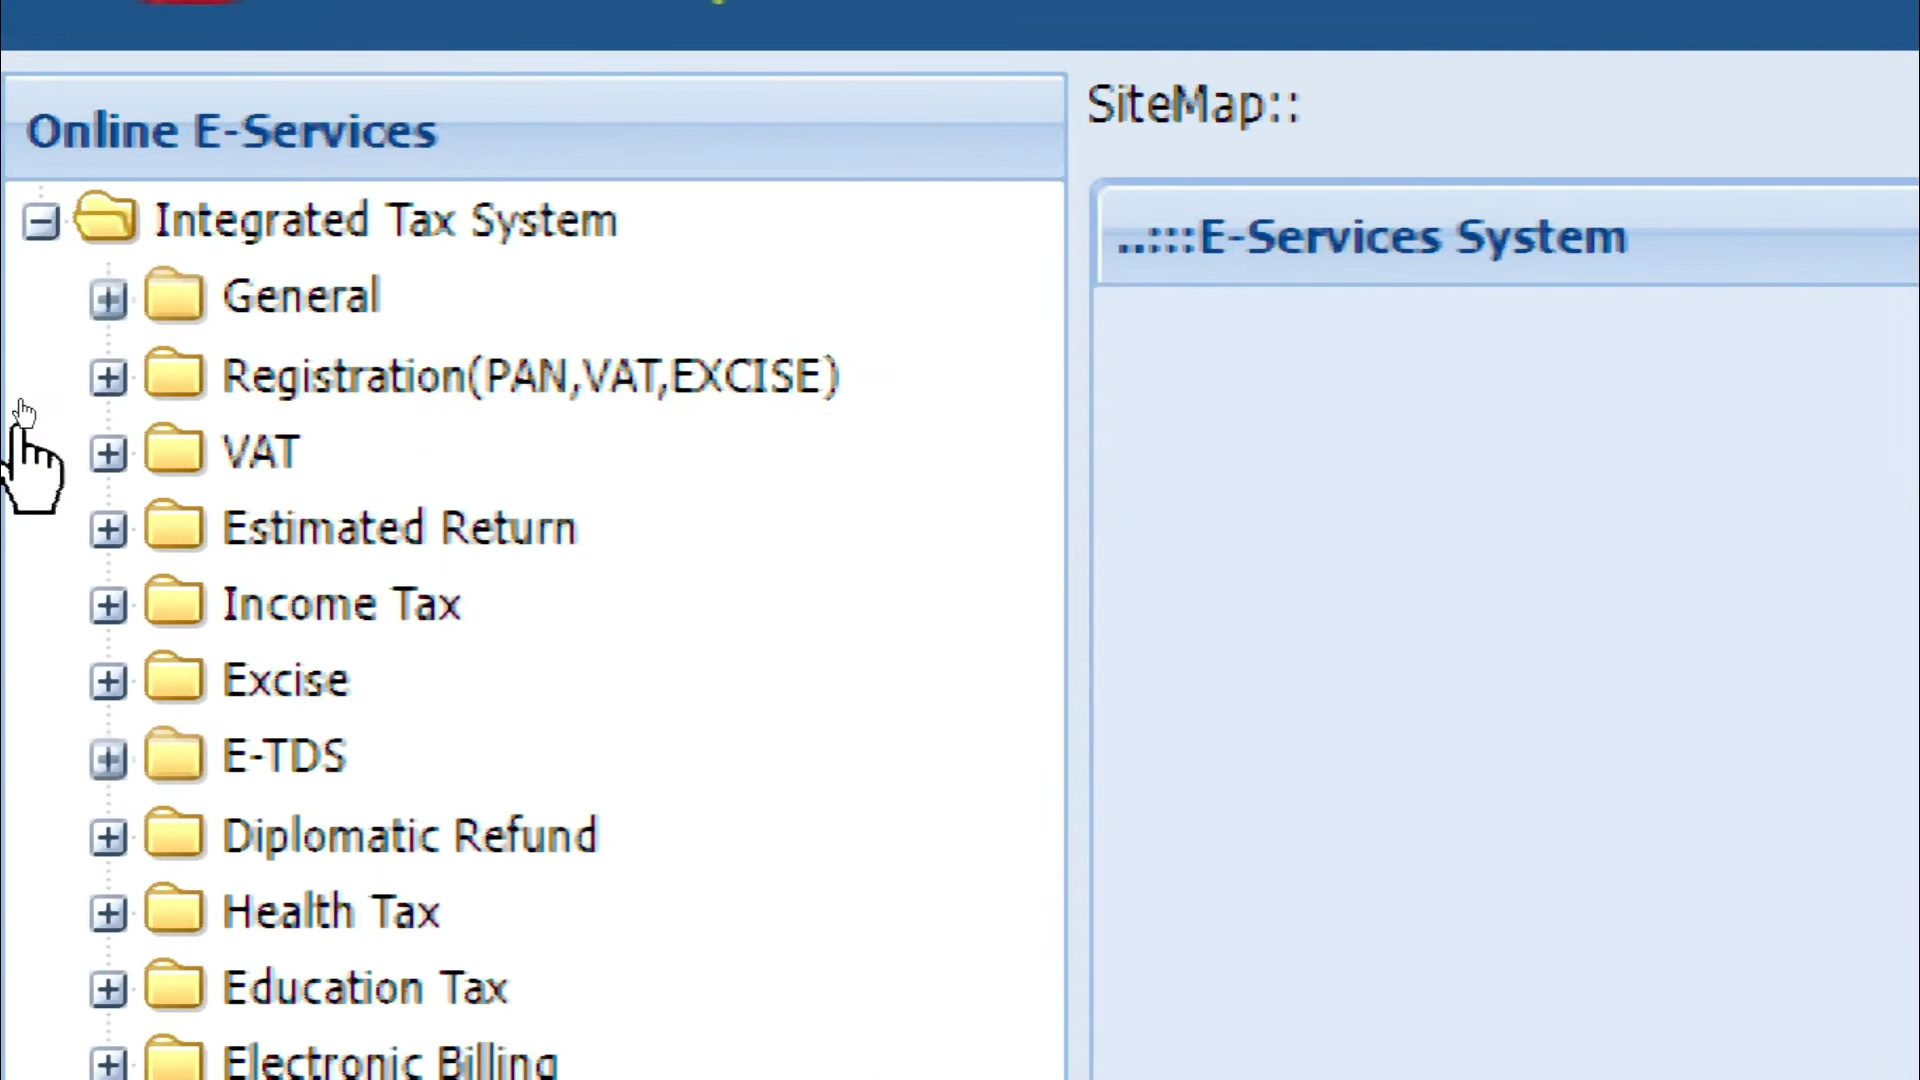 Online E-Services
SiteMap::
Integrated Tax System
..:::E-Services System
General
Registration(PAN,VAT,EXCISE)
VAT
Estimated Return
Income Tax
Excise
E-TDS
Diplomatic Refund
Health Tax
Education Tax
Electronic Billing